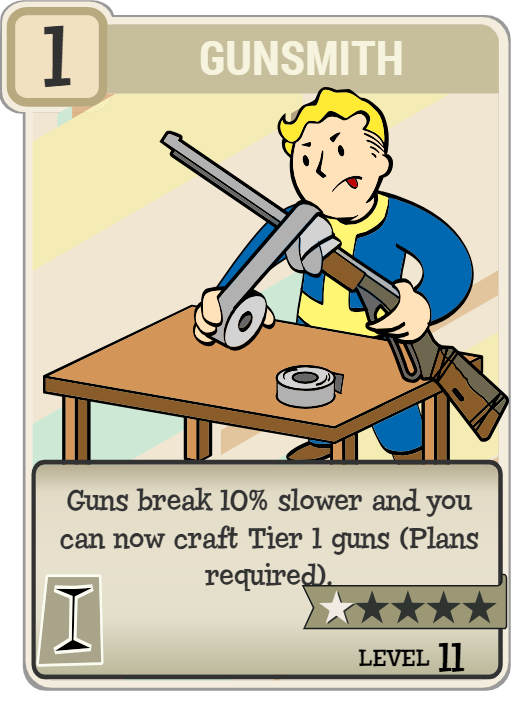 1
GUNSMITH
Guns break 10% slower and you
can now craft Tier 1 guns (Plans
required).
LEVEL 11